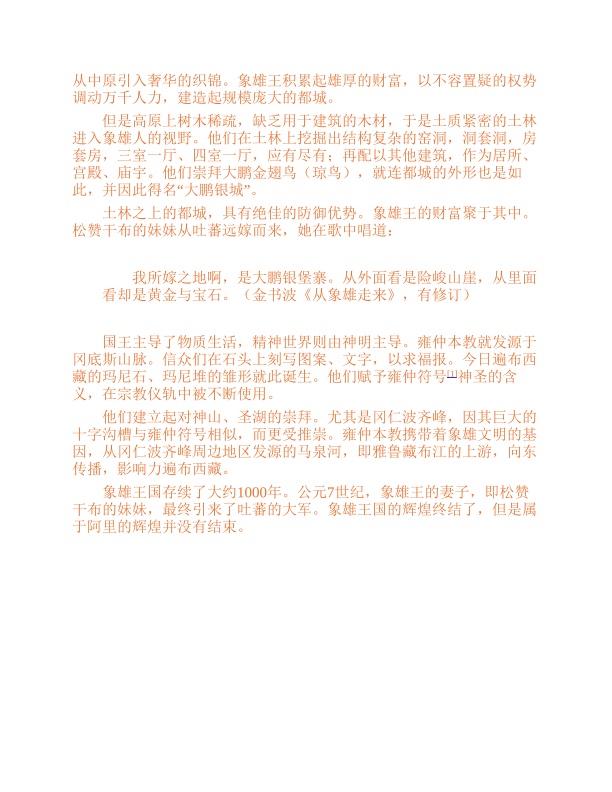 从中原引入奢华的织锦。象雄王积累起雄厚的财富，以不容置疑的权势
调动万千人力，建造起规模庞大的都城。
但是高原上树木稀疏，缺乏用于建筑的木材，于是土质紧密的土林
进入象雄人的视野。他们在土林上挖掘出结构复杂的窑洞，洞套洞，房
套房，三室一厅、四室一厅，应有尽有；再配以其他建筑，作为居所、
宫殿、庙宇。他们崇拜大鹏金翅鸟（琼鸟），就连都城的外形也是如
此，并因此得名“大鹏银城”。
土林之上的都城，具有绝佳的防御优势。象雄王的财富聚于其中。
松赞干布的妹妹从吐蕃远嫁而来，她在歌中唱道：
我所嫁之地啊，是大鹏银堡寨。从外面看是险峻山崖，从里面
看却是黄金与宝石。（金书波《从象雄走来》，有修订）
国王主导了物质生活，精神世界则由神明主导。雍仲本教就发源于
冈底斯山脉。信众们在石头上刻写图案、文字，以求福报。今日遍布西
藏的玛尼石、玛尼堆的雏形就此诞生。他们赋予雍仲符号[1]神圣的含
义，在宗教仪轨中被不断使用。
他们建立起对神山、圣湖的崇拜。尤其是冈仁波齐峰，因其巨大的
十字沟槽与雍仲符号相似，而更受推崇。雍仲本教携带着象雄文明的基
因，从冈仁波齐峰周边地区发源的马泉河，即雅鲁藏布江的上游，向东
传播，影响力遍布西藏。
象雄王国存续了大约1000年。公元7世纪，象雄王的妻子，即松赞
干布的妹妹，最终引来了吐蕃的大军。象雄王国的辉煌终结了，但是属
于阿里的辉煌并没有结束。